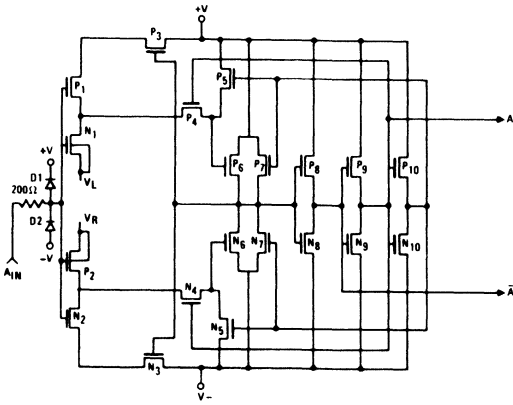 +V
P3
P1
P5
N1
P4
A
+V
P6
P7
P8
P9
P10
D1
VL
200Ω
VR
D2
N6
N7
N8
N9
N10
-V
P2
AIN
N4
Ā
N2
N5
N3
V-